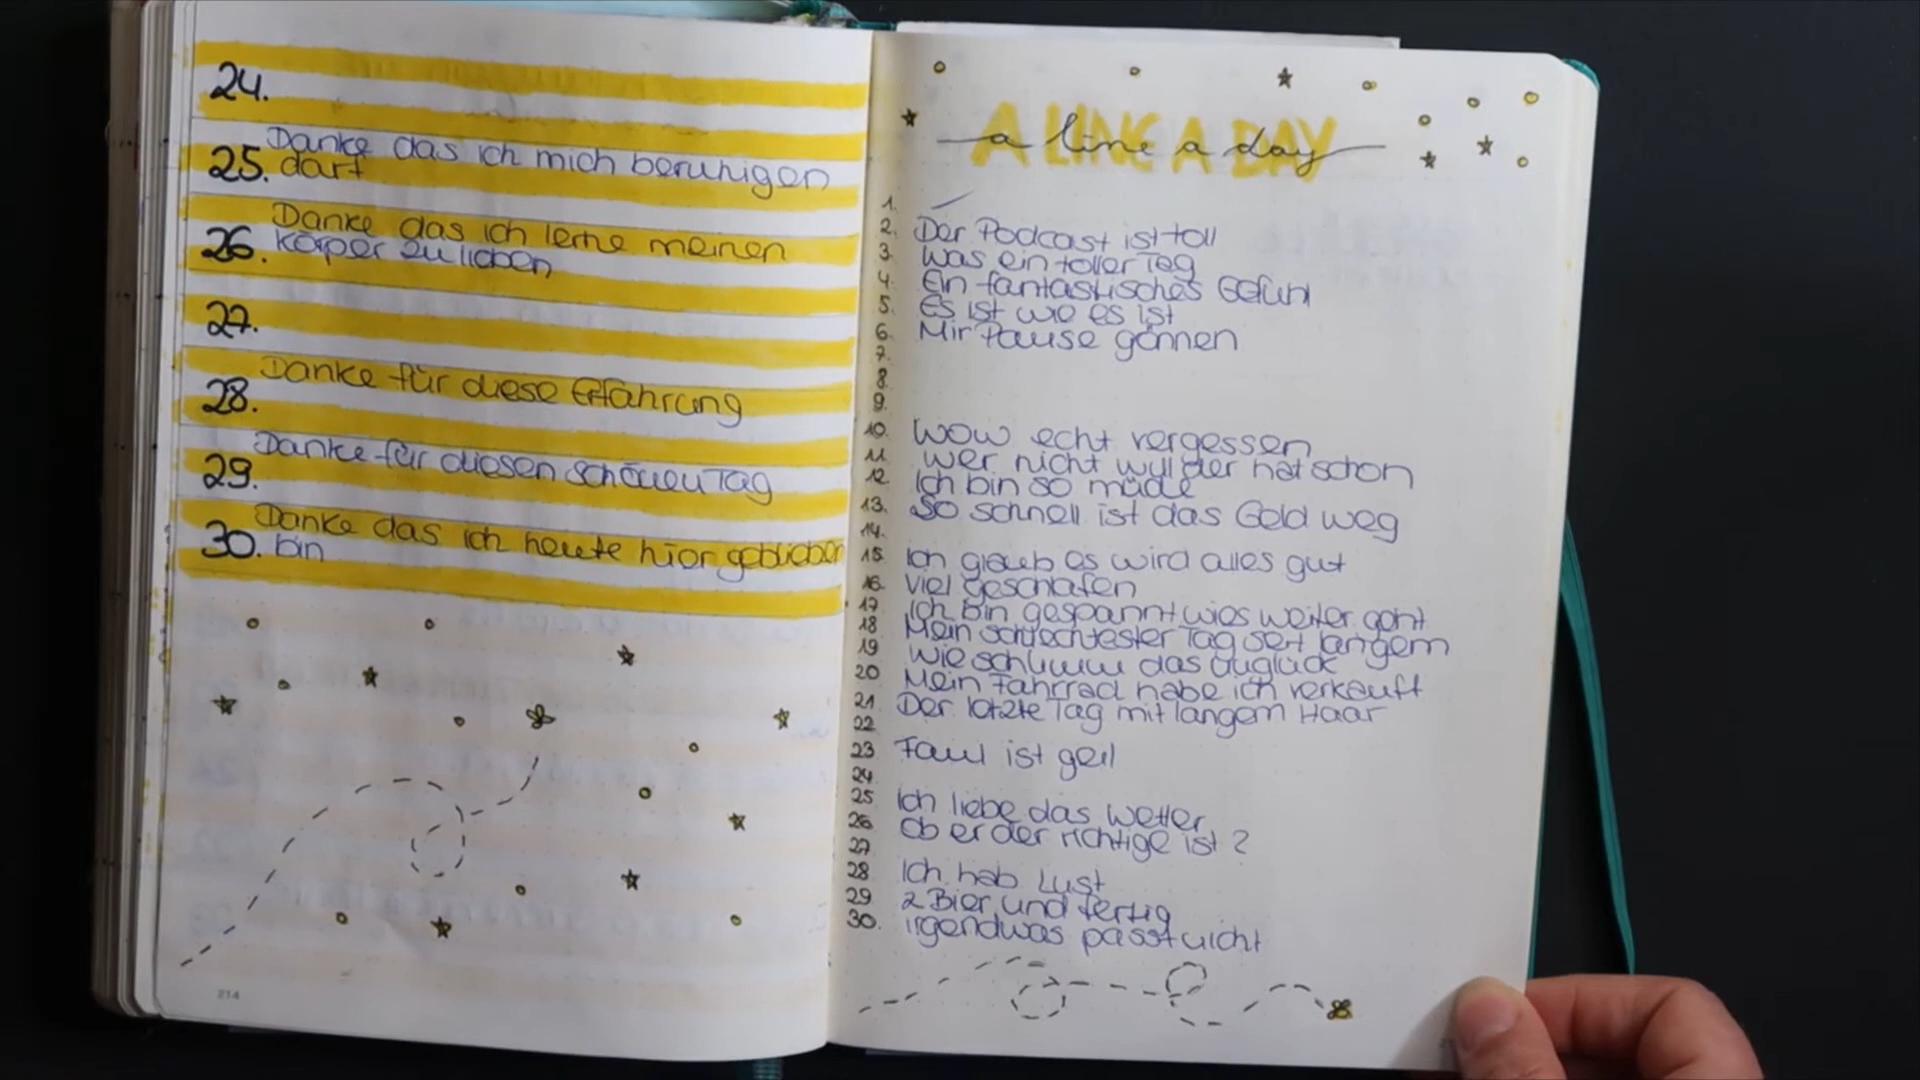 24.
Danke das ich mich beruhigen
25. darf
Danke das ich lerne meinen
26. Körper zu lieben
27.
Danke für diese Erfahrung
28.
Danke für diesen schönen Tag
29.
Danke das ich heute hier geblieben
30. bin
214
A LINE A DAY
a line a day
1.
2. Der Podcast ist toll
3. Was ein toller Tag
4. Ein fantastisches Gefühl
5. Es ist wie es ist
6. Mir Pause gönnen
7.
8.
9.
10. Wow echt vergessen
11. Wer nicht will der hat schon
12. Ich bin so müde
13. So schnell ist das Geld weg
14.
15. Ich glaub es wird alles gut
16. Viel geschafen
17. Ich bin gespannt wies weiter geht
18. Mein schlechtester Tag seit langem
19. Wie schlimm das Unglück
20. Mein Fahrrad habe ich verkauft
21. Der letzte Tag mit langem Haar
22.
23 Faul ist geil
24.
25 Ich liebe das Wetter
26. Ob er der richtige ist?
27
28 Ich hab Lust
29 2 Bier und fertig
30. irgendwas passt nicht